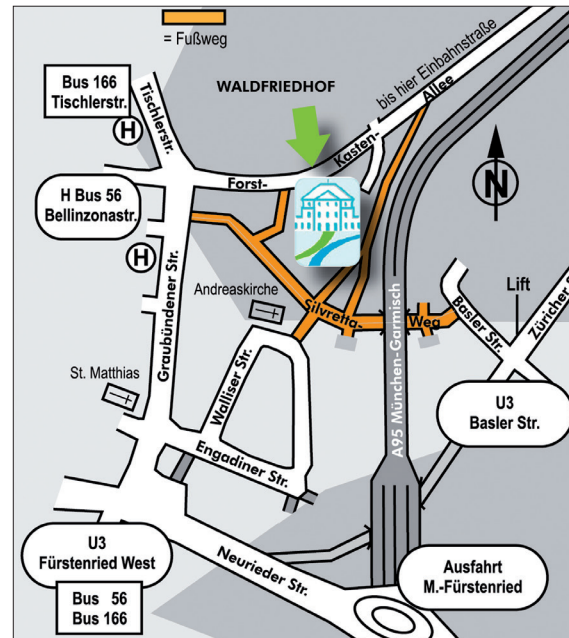 = Fußweg
Bus 166
Tischlerstr.
H
Tischlerstr.
WALDFRIEDHOF
bis hier Einbahnstraße
Forst-
Kasten-
Allee
N
H Bus 56
Bellinzonastr.
H
Graubündener Str.
Andreaskirche
Silvretta-
Weg
Basler Str.
Lift
Züricher S
St. Matthias
Walliser Str.
A95 München-Garmisch
U3
Basler Str.
Engadiner Str.
U3
Fürstenried West
Neurieder Str.
Ausfahrt
M.-Fürstenried
Bus 56
Bus 166